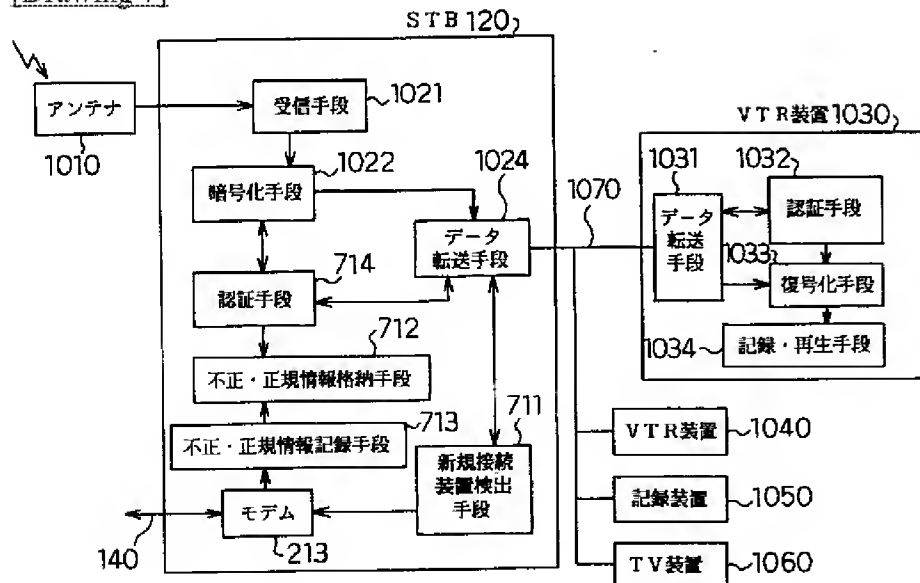 [Drawing 7]
STB 120
アンテナ
1010
受信手段
1021
暗号化手段
1022
1024
データ
転送手段
1070
認証手段
714
712
不正・正規情報格納手段
713
不正・正規情報記録手段
711
新規接続
装置検出
手段
モデム
213
140
VTR装置 1030
1031
データ
転送
手段
1032
認証手段
1033
復号化手段
1034
記録・再生手段
VTR装置
1040
記録装置
1050
TV装置
1060